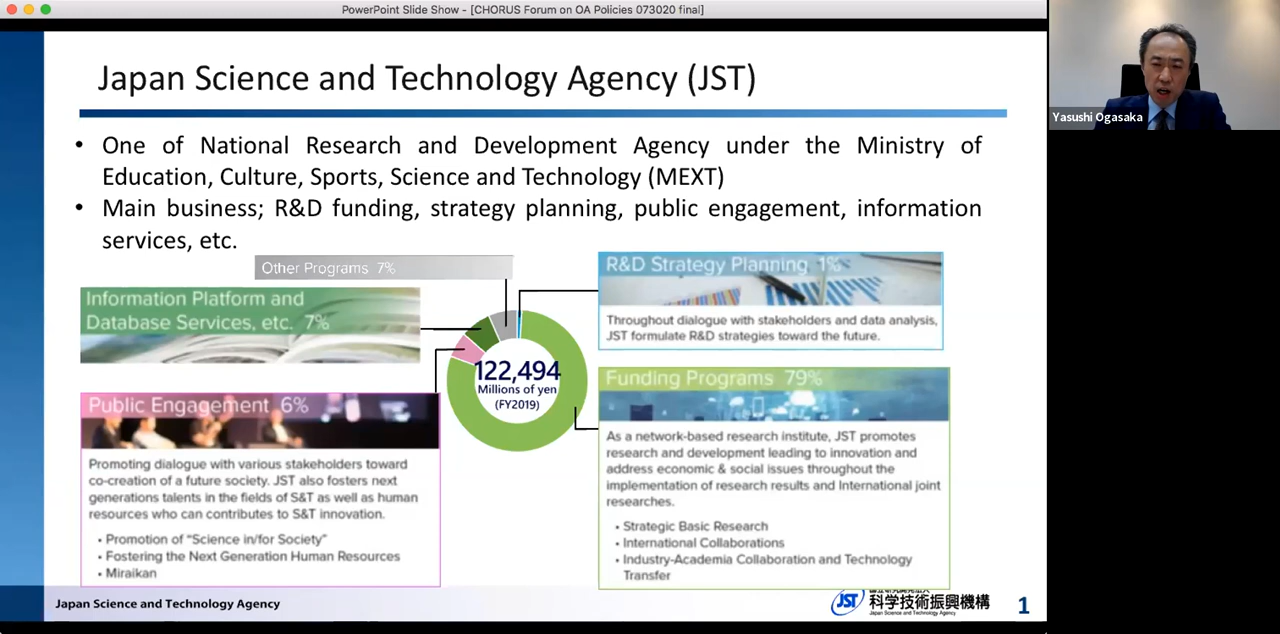 PowerPoint Slide Show - [CHORUS Forum on OA Policies 073020 final]
Yasushi Ogasaka
Japan Science and Technology Agency (JST)
• One of National Research and Development Agency under the Ministry of
Education, Culture, Sports, Science and Technology (MEXT)
• Main business; R&D funding, strategy planning, public engagement, information
services, etc.
Other Programs 7%
Information Platform and
Database Services, etc. 7%
Public Engagement 6%
Promoting dialogue with various stakeholders toward
co-creation of a future society. JST also fosters next
generations talents in the fields of S&T as well as human
resources who can contributes to S&T innovation.
• Promotion of "Science in/for Society"
• Fostering the Next Generation Human Resources
• Miraikan
122,494
Millions of yen
(FY2019)
R&D Strategy Planning 1%
Throughout dialogue with stakeholders and data analysis,
JST formulate R&D strategies toward the future.
Funding Programs 79%
As a network-based research institute, JST promotes
research and development leading to innovation and
address economic & social issues throughout the
implementation of research results and International joint
researches.
• Strategic Basic Research
• International Collaborations
• Industry-Academia Collaboration and Technology
Transfer
Japan Science and Technology Agency
JST
国立研究開発法人
科学技術振興機構
Japan Science and Technology Agency
1